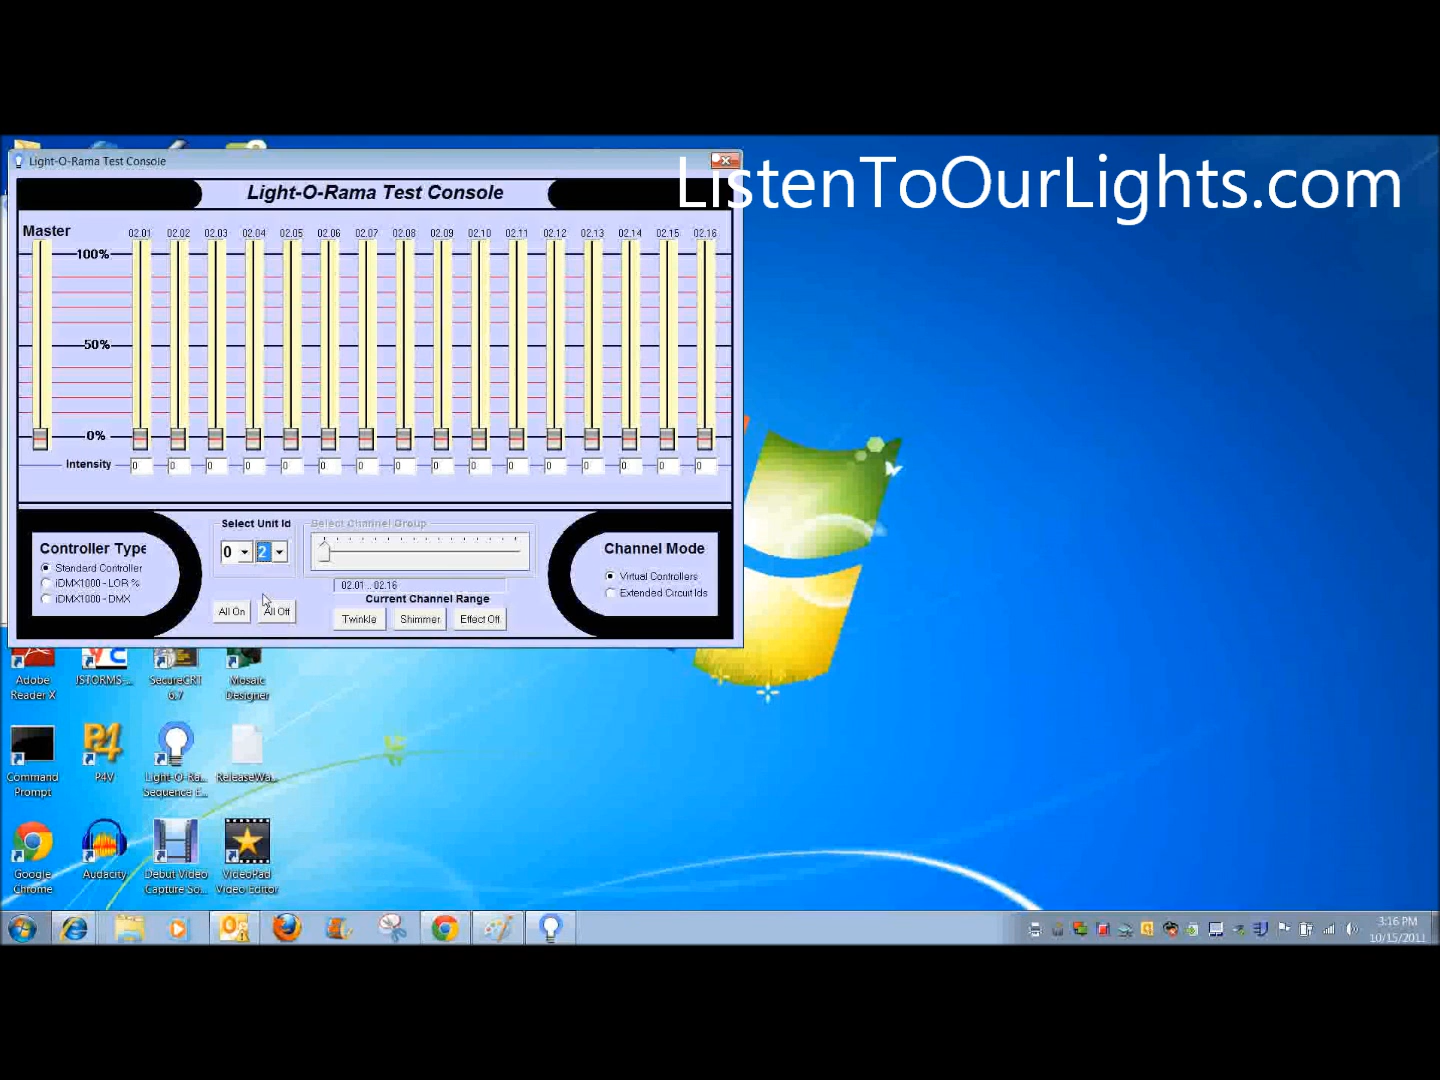 Light-O-Rama Test Console
ListenToOurLights.com
Light-O-Rama Test Console
Master
02.01 02.02 02.03 02.04 02.05 02.06 02.07 02.08 02.09 02.10 02.11 02.12 02.13 02.14 02.15 02.16
100%
50%
0%
Intensity 0 0 0 0 0 0 0 0 0 0 0 0 0 0 0 0
Select Unit Id
Select Channel Group
0 2
Controller Type
Standard Controller
iDMX1000 - LOR %
iDMX1000 - DMX
02.01 .. 02.16
Current Channel Range
All On
All Off
Twinkle
Shimmer
Effect Off
Channel Mode
Virtual Controllers
Extended Circuit Ids
Adobe
Reader X
JSTORMS-...
SecureCRT
6.7
Mosaic
Designer
Command
Prompt
P4
P4V
Light-O-Ra...
Sequence E...
ReleaseWa...
Google
Chrome
Audacity
Debut Video
Capture So...
VideoPad
Video Editor
3:16 PM
10/15/2011